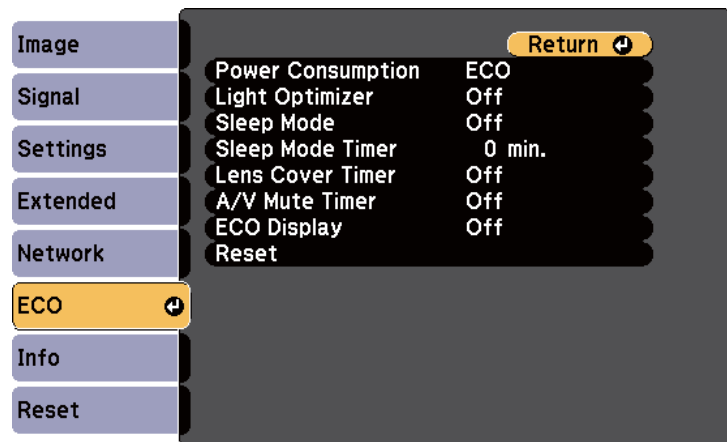 Image
Signal
Settings
Extended
Network
ECO
Info
Reset
Return
Power Consumption ECO
Light Optimizer Off
Sleep Mode Off
Sleep Mode Timer 0 min.
Lens Cover Timer Off
A/V Mute Timer Off
ECO Display Off
Reset